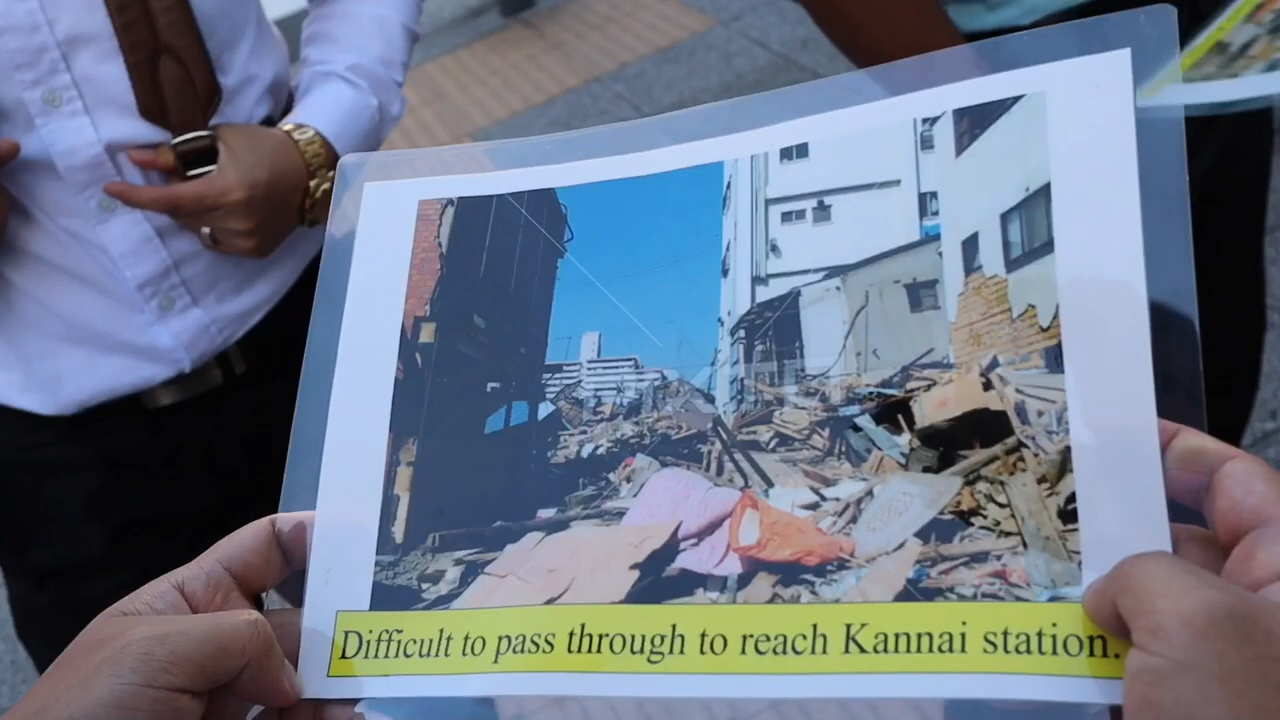 Difficult to pass through to reach Kannai station.